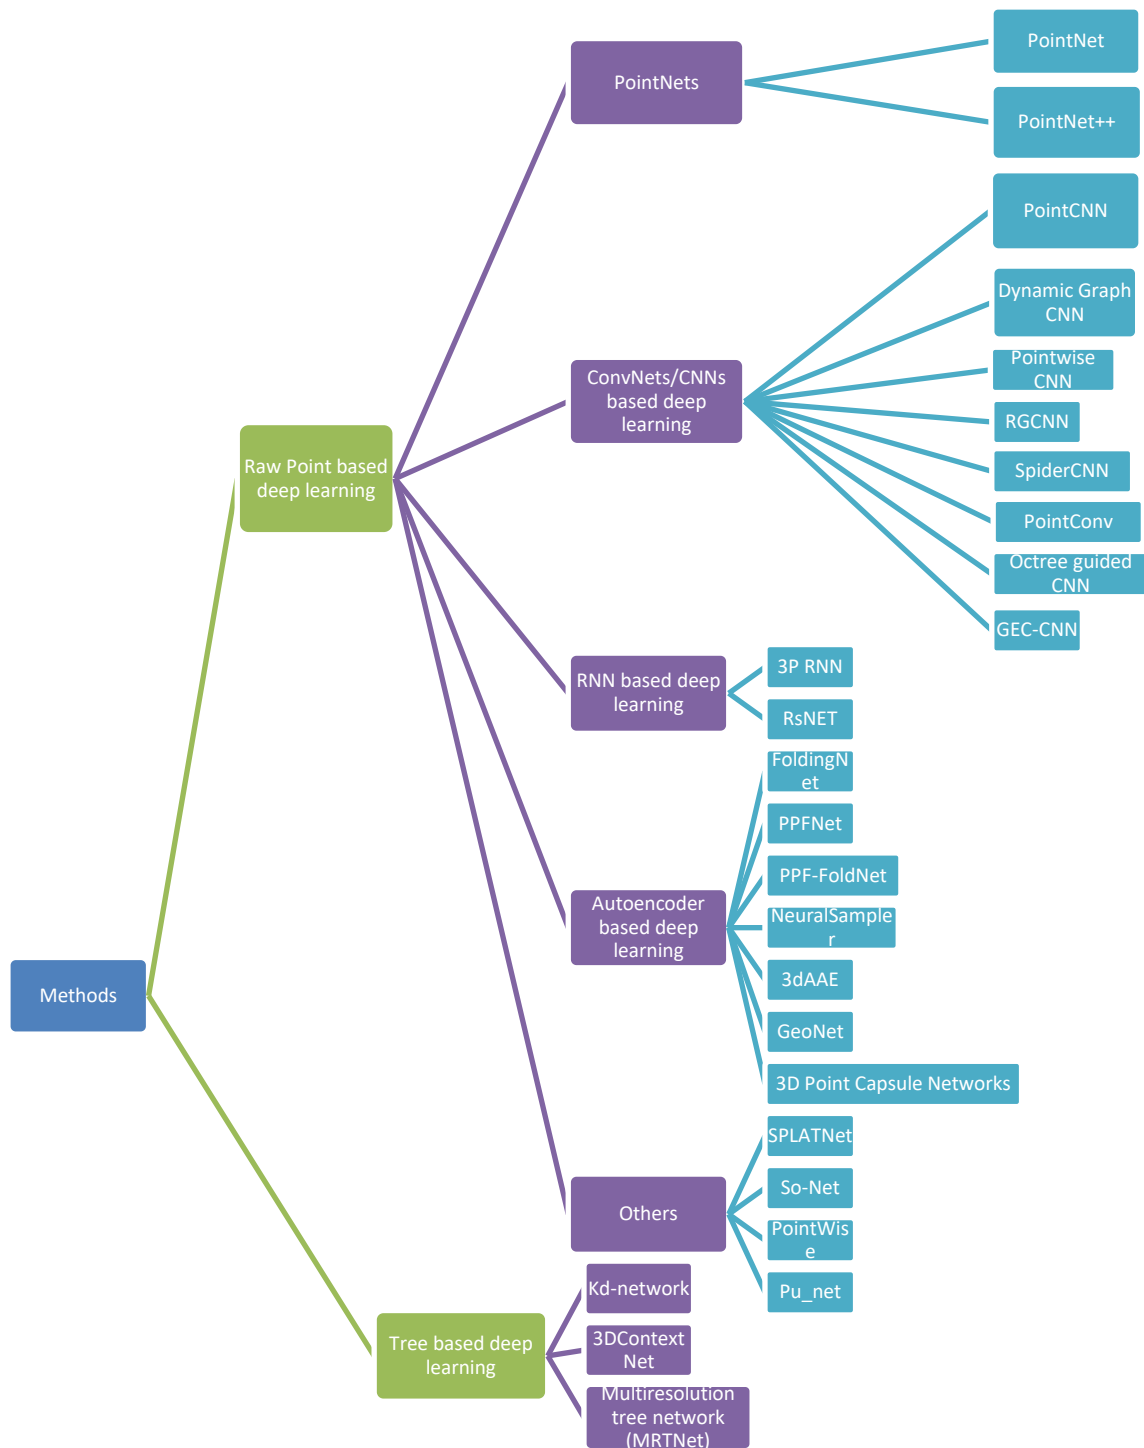 PointNet
PointNets
PointNet++
PointCNN
Dynamic Graph
CNN
Pointwise
CNN
ConvNets/CNNs
based deep
learning
RGCNN
Raw Point based
deep learning
SpiderCNN
PointConv
Octree guided
CNN
GEC-CNN
3P RNN
RNN based deep
learning
RsNET
FoldingN
et
PPFNet
PPF-FoldNet
Autoencoder
based deep
learning
NeuralSample
r
3dAAE
Methods
GeoNet
3D Point Capsule Networks
SPLATNet
So-Net
Others
PointWis
e
Pu_net
Kd-network
Tree based deep
learning
3DContext
Net
Multiresolution
tree network
(MRTNet)